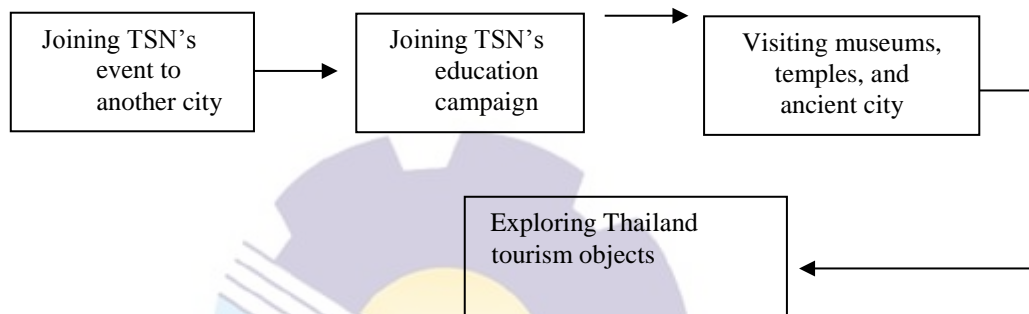 Joining TSN’s
event to
another city
Joining TSN’s
education
campaign
Visiting museums,
temples, and
ancient city
Exploring Thailand
tourism objects